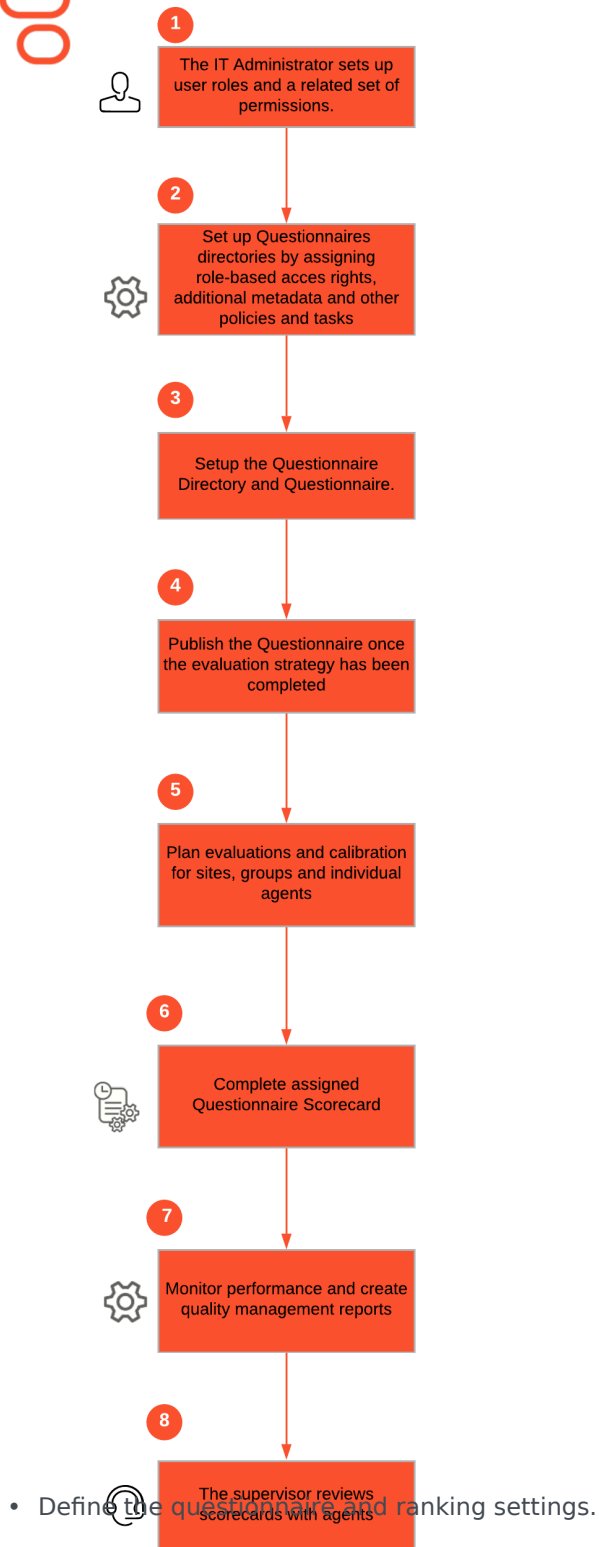 1
The IT Administrator sets up
user roles and a related set of
permissions.
2
Set up Questionnaires
directories by assigning
role-based acces rights,
additional metadata and other
policies and tasks
3
Setup the Questionnaire
Directory and Questionnaire.
4
Publish the Questionnaire once
the evaluation strategy has been
completed
5
Plan evaluations and calibration
for sites, groups and individual
agents
6
Complete assigned
Questionnaire Scorecard
7
Monitor performance and create
quality management reports
8
The supervisor reviews
scorecards with agents
• Define the questionnaire and ranking settings.